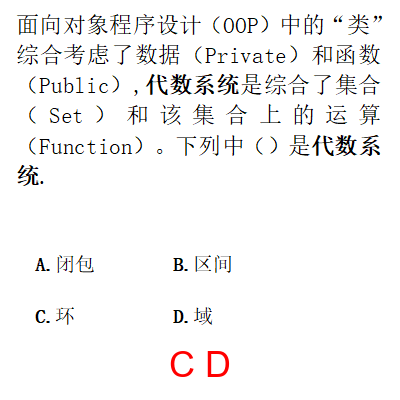 面向对象程序设计（OOP）中的“类”
综合考虑了数据（Private）和函数
（Public）,代数系统是综合了集合
（Set）和该集合上的运算
（Function）。下列中（）是代数系
统.
A. 闭包 B. 区间
C. 环 D. 域
C D